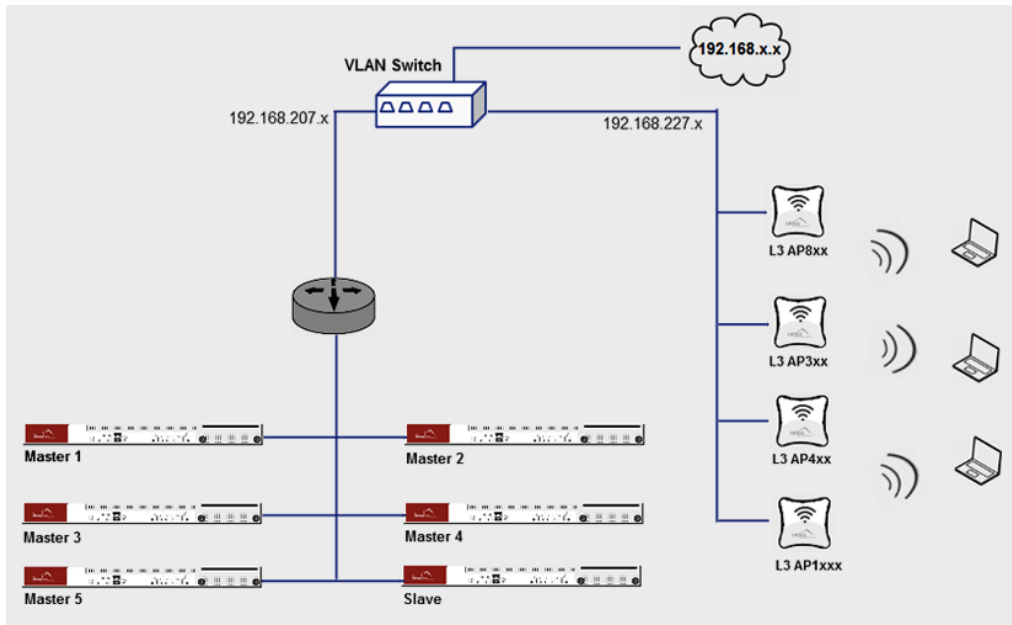 192.168.x.x
VLAN Switch
192.168.207.x
192.168.227.x
L3 AP8xx
L3 AP3xx
L3 AP4xx
L3 AP1xxx
Master 1
Master 2
Master 3
Master 4
Master 5
Slave